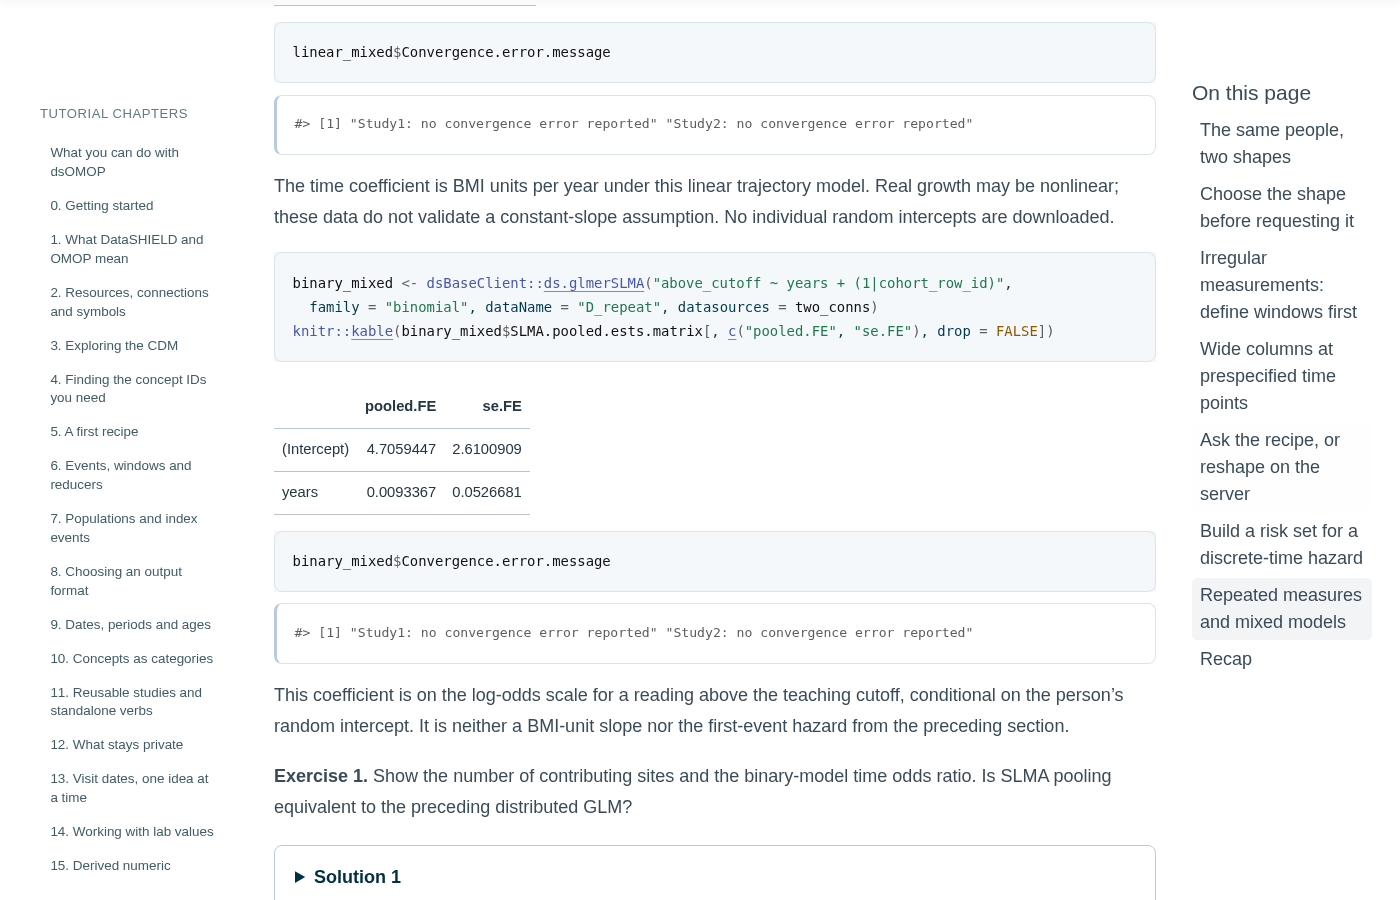 TUTORIAL CHAPTERS
What you can do with
dsOMOP
0. Getting started
1. What DataSHIELD and
OMOP mean
2. Resources, connections
and symbols
3. Exploring the CDM
4. Finding the concept IDs
you need
5. A first recipe
6. Events, windows and
reducers
7. Populations and index
events
8. Choosing an output
format
9. Dates, periods and ages
10. Concepts as categories
11. Reusable studies and
standalone verbs
12. What stays private
13. Visit dates, one idea at
a time
14. Working with lab values
15. Derived numeric
linear_mixed$Convergence.error.message
#> [1] "Study1: no convergence error reported" "Study2: no convergence error reported"
The time coefficient is BMI units per year under this linear trajectory model. Real growth may be nonlinear;
these data do not validate a constant-slope assumption. No individual random intercepts are downloaded.
binary_mixed <- dsBaseClient::ds.glmerSLMA("above_cutoff ~ years + (1|cohort_row_id)",
family = "binomial", dataName = "D_repeat", datasources = two_conns)
knitr::kable(binary_mixed$SLMA.pooled.ests.matrix[, c("pooled.FE", "se.FE"), drop = FALSE])
pooled.FE se.FE
(Intercept) 4.7059447 2.6100909
years 0.0093367 0.0526681
binary_mixed$Convergence.error.message
#> [1] "Study1: no convergence error reported" "Study2: no convergence error reported"
This coefficient is on the log-odds scale for a reading above the teaching cutoff, conditional on the person’s
random intercept. It is neither a BMI-unit slope nor the first-event hazard from the preceding section.
Exercise 1. Show the number of contributing sites and the binary-model time odds ratio. Is SLMA pooling
equivalent to the preceding distributed GLM?
Solution 1
On this page
The same people,
two shapes
Choose the shape
before requesting it
Irregular
measurements:
define windows first
Wide columns at
prespecified time
points
Ask the recipe, or
reshape on the
server
Build a risk set for a
discrete-time hazard
Repeated measures
and mixed models
Recap